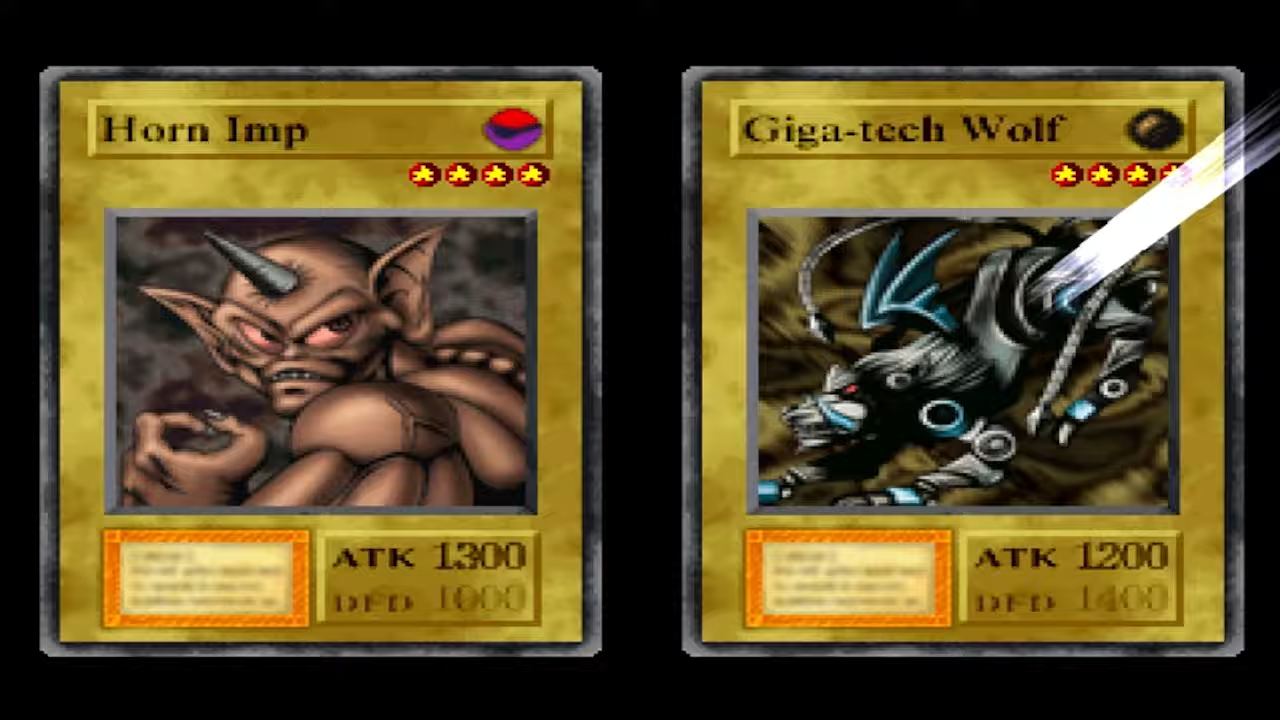 Horn Imp
ATK 1300
DFD 1000
Giga-tech Wolf
ATK 1200
DFD 1400